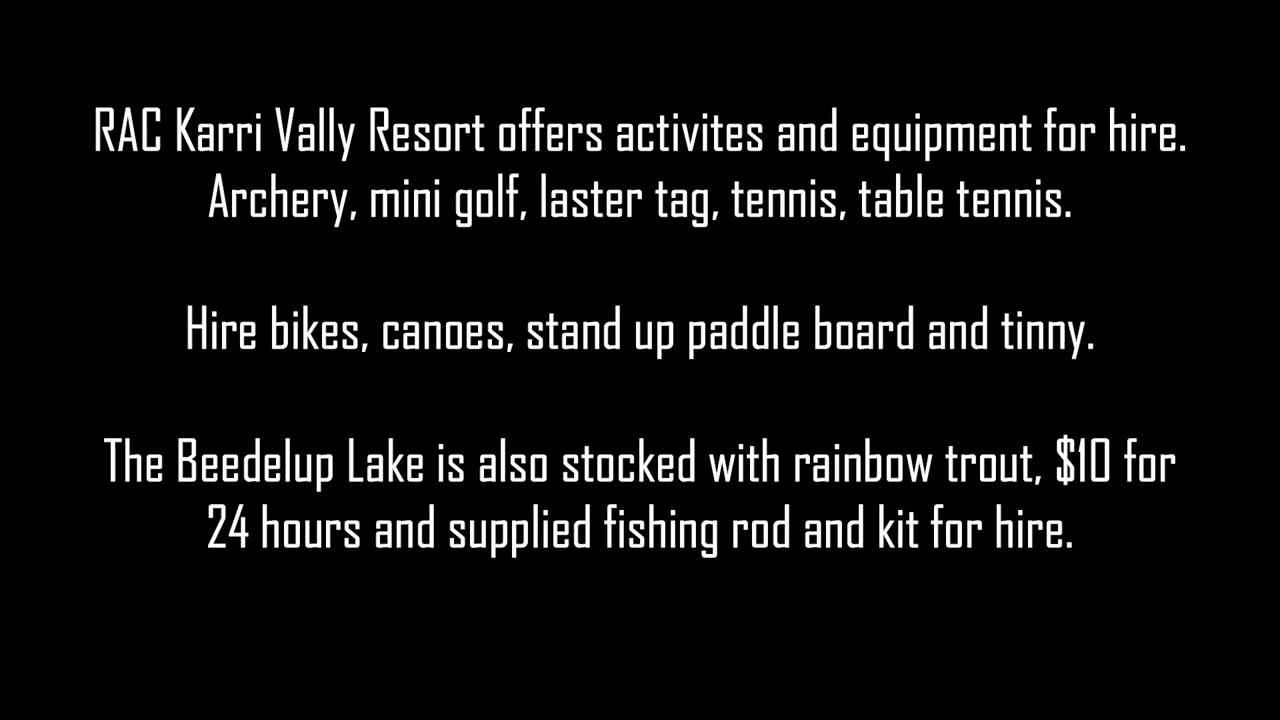 RAC Karri Vally Resort offers activites and equipment for hire.
Archery, mini golf, laster tag, tennis, table tennis.
Hire bikes, canoes, stand up paddle board and tinny.
The Beedelup Lake is also stocked with rainbow trout, $10 for
24 hours and supplied fishing rod and kit for hire.